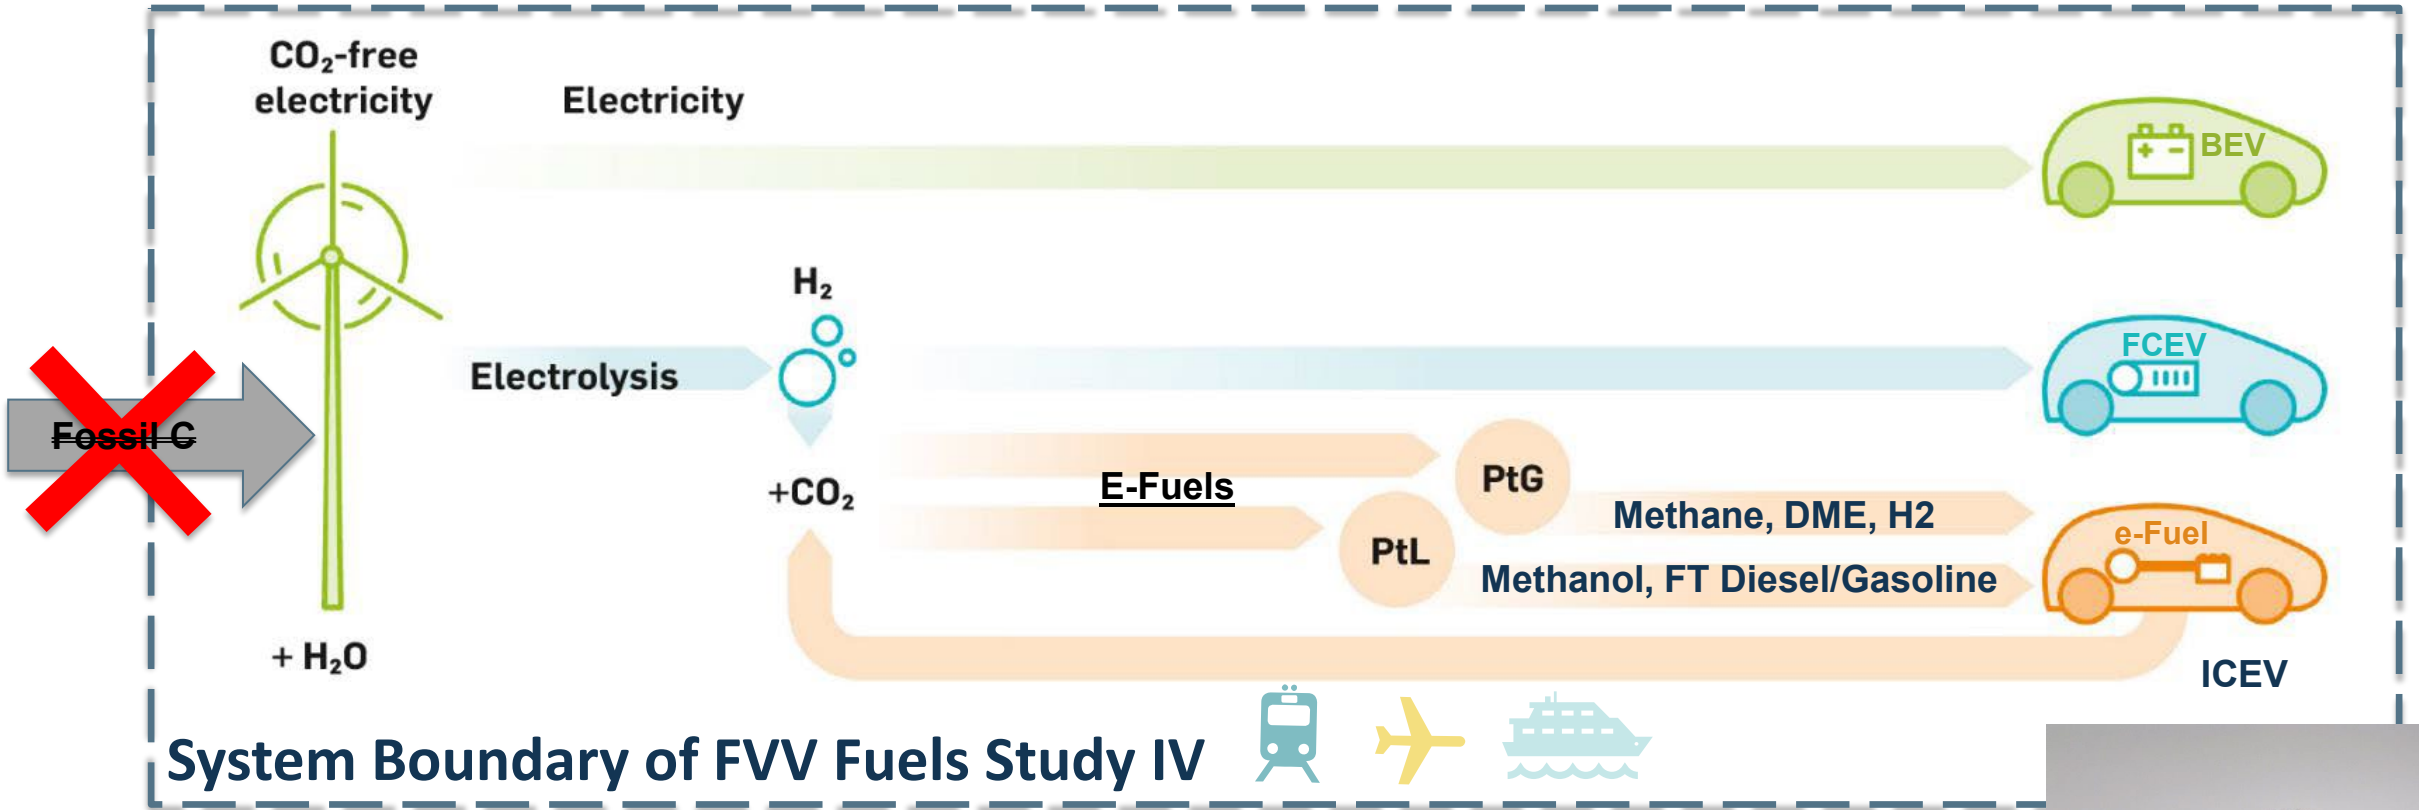 CO₂-free
electricity
Electricity
BEV
H₂
FCEV
Electrolysis
Fossil C
+CO₂
E-Fuels
PtG
Methane, DME, H2
e-Fuel
PtL
Methanol, FT Diesel/Gasoline
+ H₂O
ICEV
System Boundary of FVV Fuels Study IV